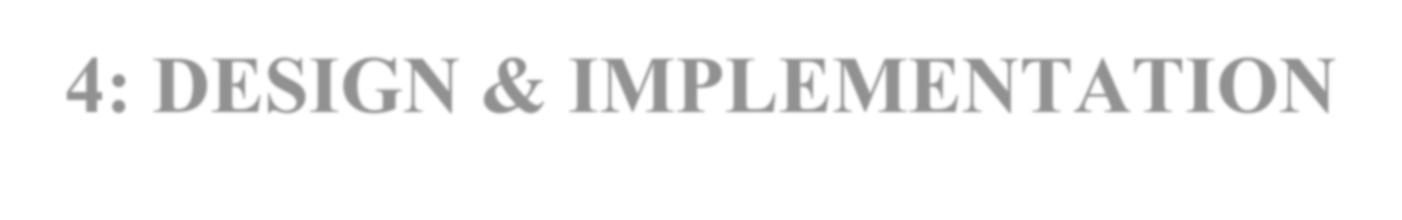 4: DESIGN & IMPLEMENTATION